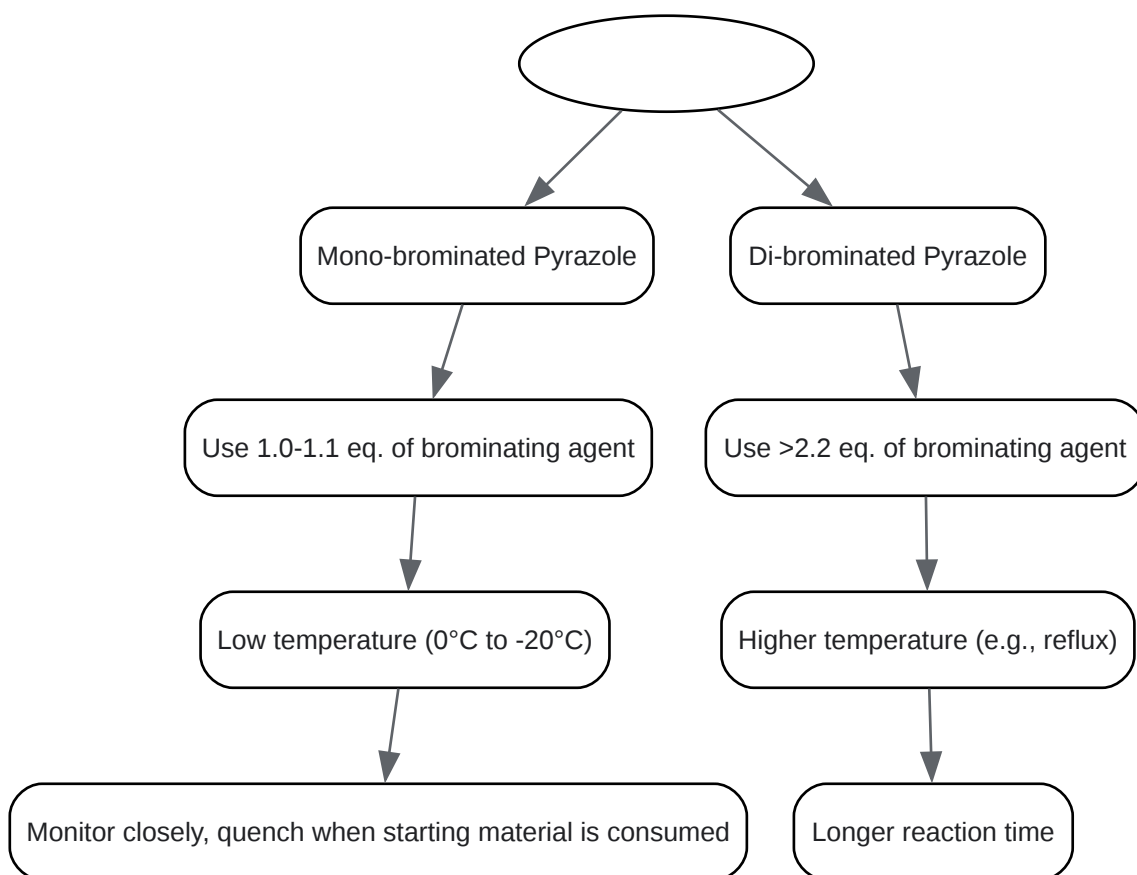 Mono-brominated Pyrazole
Di-brominated Pyrazole
Use 1.0-1.1 eq. of brominating agent
Use >2.2 eq. of brominating agent
Low temperature (0°C to -20°C)
Higher temperature (e.g., reflux)
Monitor closely, quench when starting material is consumed
Longer reaction time